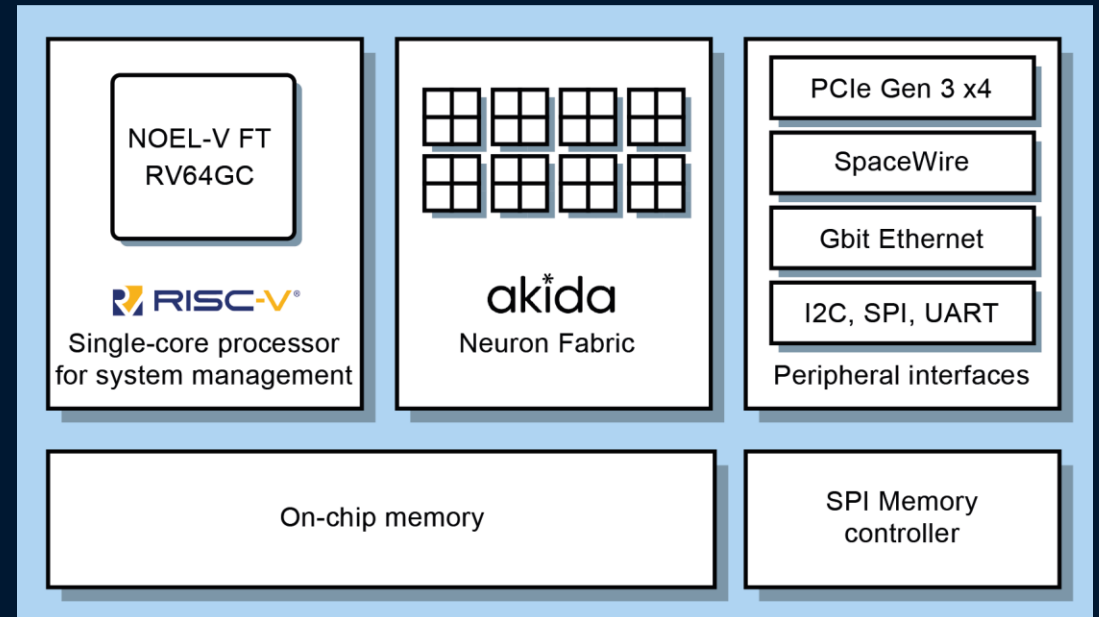 NOEL-V FT
RV64GC
RISC-V®
Single-core processor
for system management
akida
Neuron Fabric
PCIe Gen 3 x4
SpaceWire
Gbit Ethernet
I2C, SPI, UART
Peripheral interfaces
On-chip memory
SPI Memory
controller